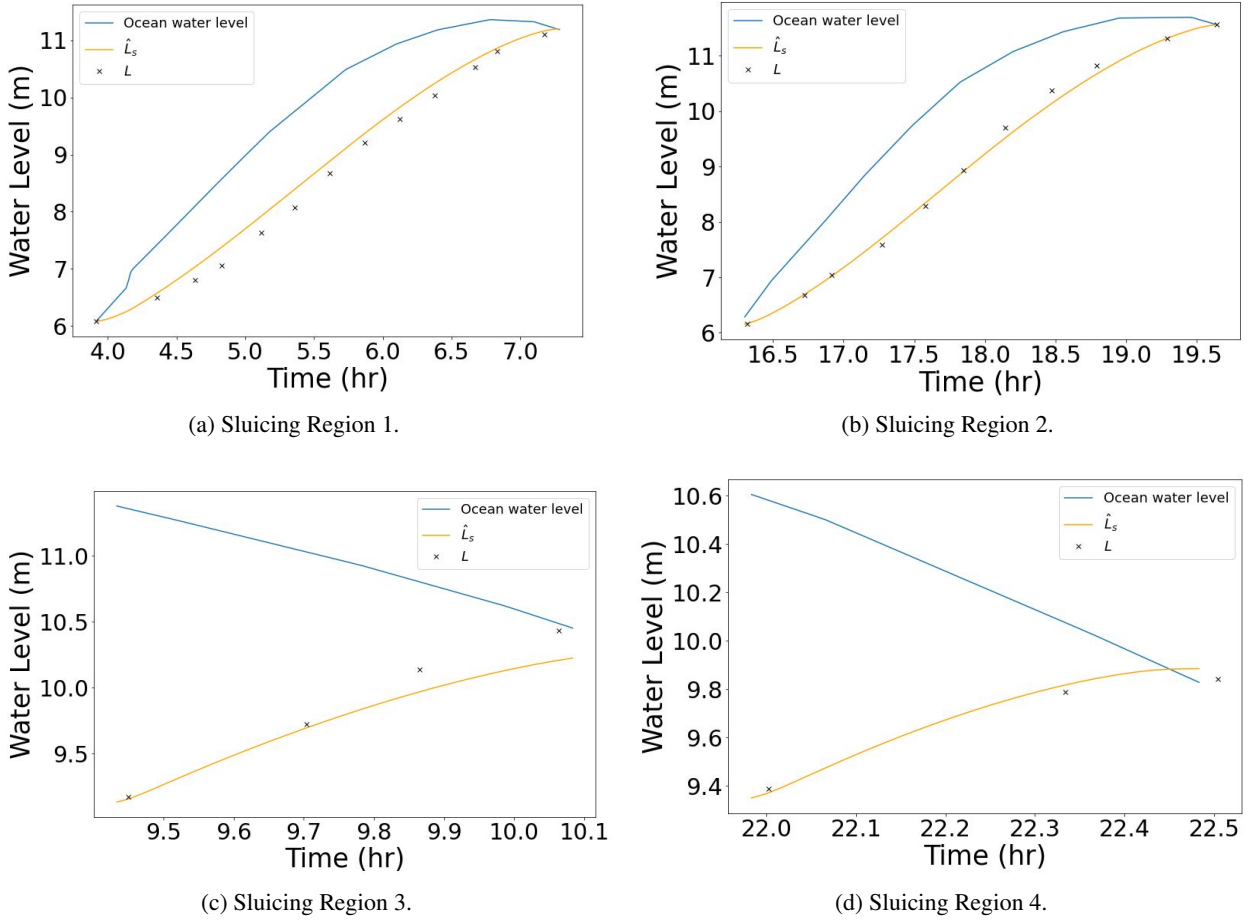 Ocean water level
L̂s
L
Water Level (m)
11
10
9
8
7
6
4.0 4.5 5.0 5.5 6.0 6.5 7.0
Time (hr)
(a) Sluicing Region 1.
Ocean water level
L̂s
L
Water Level (m)
11
10
9
8
7
6
16.5 17.0 17.5 18.0 18.5 19.0 19.5
Time (hr)
(b) Sluicing Region 2.
Ocean water level
L̂s
L
Water Level (m)
11.0
10.5
10.0
9.5
9.5 9.6 9.7 9.8 9.9 10.0 10.1
Time (hr)
(c) Sluicing Region 3.
Ocean water level
L̂s
L
Water Level (m)
10.6
10.4
10.2
10.0
9.8
9.6
9.4
22.0 22.1 22.2 22.3 22.4 22.5
Time (hr)
(d) Sluicing Region 4.